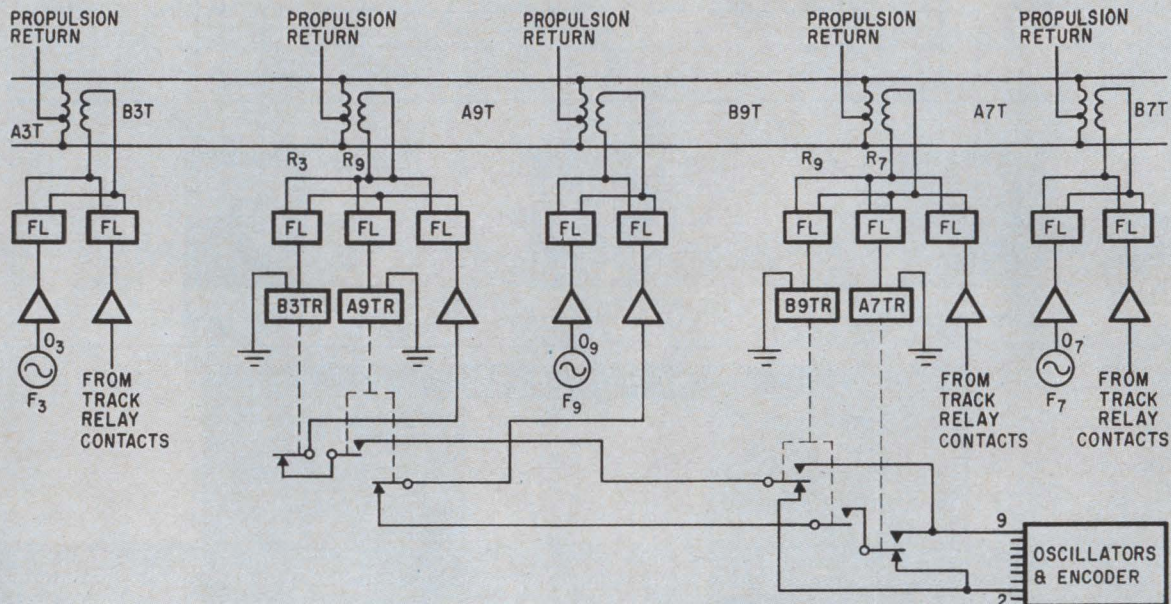 PROPULSION
RETURN
PROPULSION
RETURN
PROPULSION
RETURN
PROPULSION
RETURN
PROPULSION
RETURN
A3T
B3T
A9T
B9T
A7T
B7T
R3
R9
R9
R7
FL
FL
FL
FL
FL
FL
FL
FL
FL
FL
FL
FL
B3TR
A9TR
B9TR
A7TR
O3
F3
FROM
TRACK
RELAY
CONTACTS
O9
F9
FROM
TRACK
RELAY
CONTACTS
O7
F7
FROM
TRACK
RELAY
CONTACTS
9
2
OSCILLATORS
& ENCODER